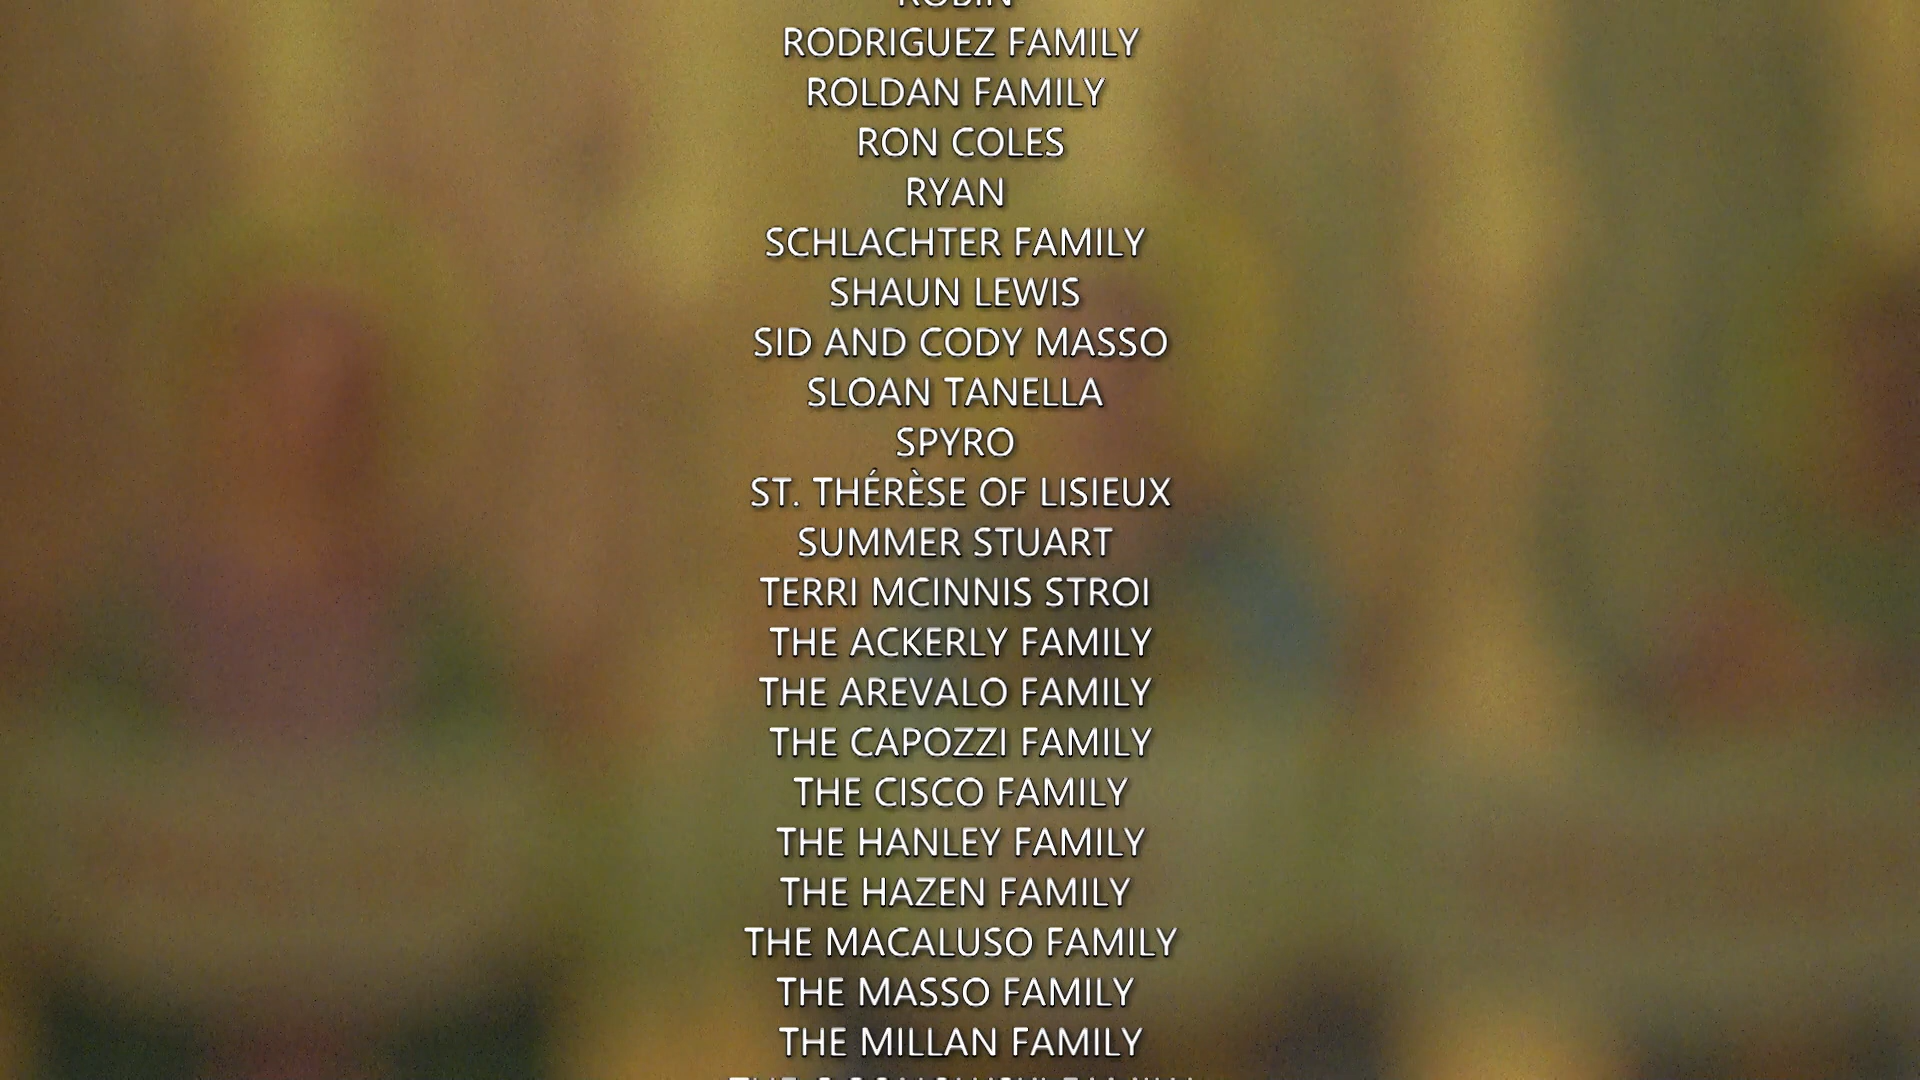 ROBIN
RODRIGUEZ FAMILY
ROLDAN FAMILY
RON COLES
RYAN
SCHLACHTER FAMILY
SHAUN LEWIS
SID AND CODY MASSO
SLOAN TANELLA
SPYRO
ST. THÉRÈSE OF LISIEUX
SUMMER STUART
TERRI MCINNIS STROI
THE ACKERLY FAMILY
THE AREVALO FAMILY
THE CAPOZZI FAMILY
THE CISCO FAMILY
THE HANLEY FAMILY
THE HAZEN FAMILY
THE MACALUSO FAMILY
THE MASSO FAMILY
THE MILLAN FAMILY